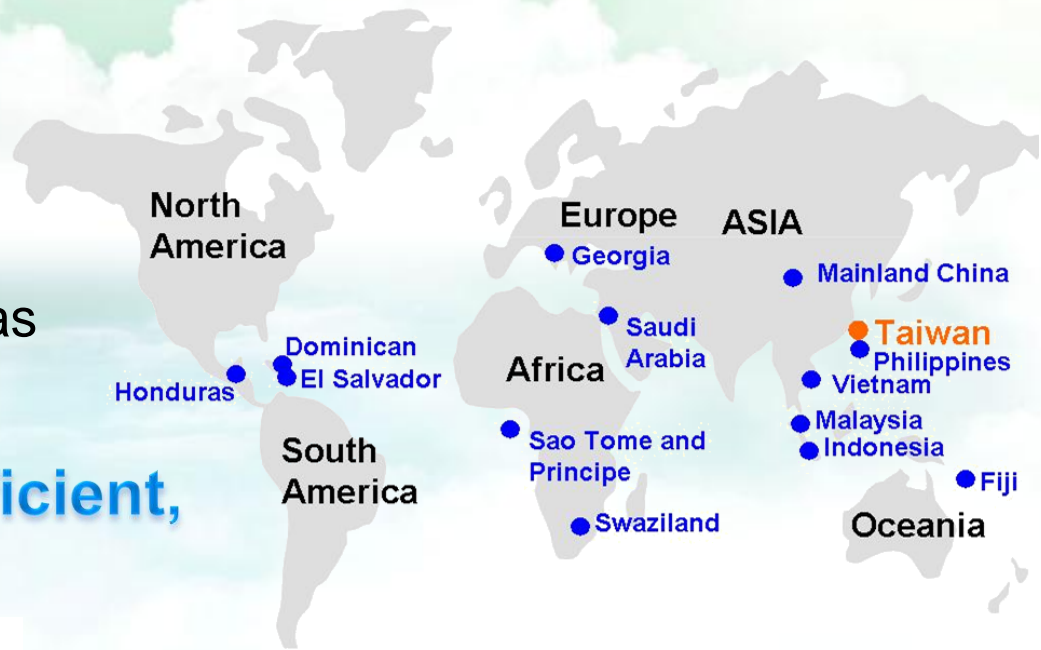 North
America
Europe
ASIA
Georgia
Mainland China
as
Saudi
Arabia
Taiwan
Philippines
Dominican
El Salvador
Honduras
Africa
Vietnam
Malaysia
Indonesia
Sao Tome and
Principe
South
America
icient,
Fiji
Swaziland
Oceania